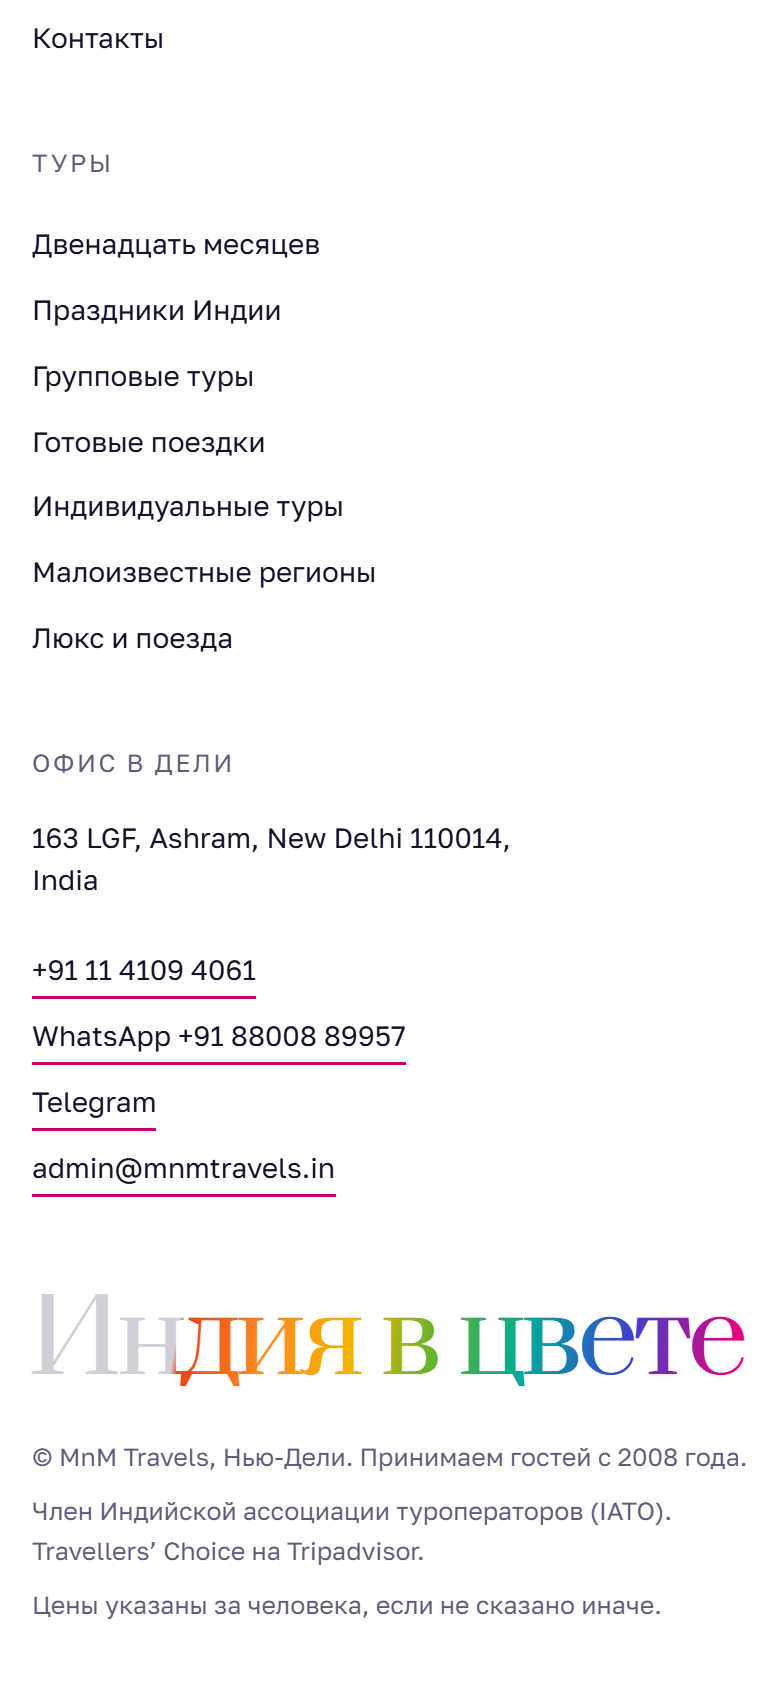 Контакты
ТУРЫ
Двенадцать месяцев
Праздники Индии
Групповые туры
Готовые поездки
Индивидуальные туры
Малоизвестные регионы
Люкс и поезда
ОФИС В ДЕЛИ
163 LGF, Ashram, New Delhi 110014,
India
+91 11 4109 4061
WhatsApp +91 88008 89957
Telegram
admin@mnmtravels.in
Индия в цвете
© MnM Travels, Нью-Дели. Принимаем гостей с 2008 года.
Член Индийской ассоциации туроператоров (IATO).
Travellers’ Choice на Tripadvisor.
Цены указаны за человека, если не сказано иначе.